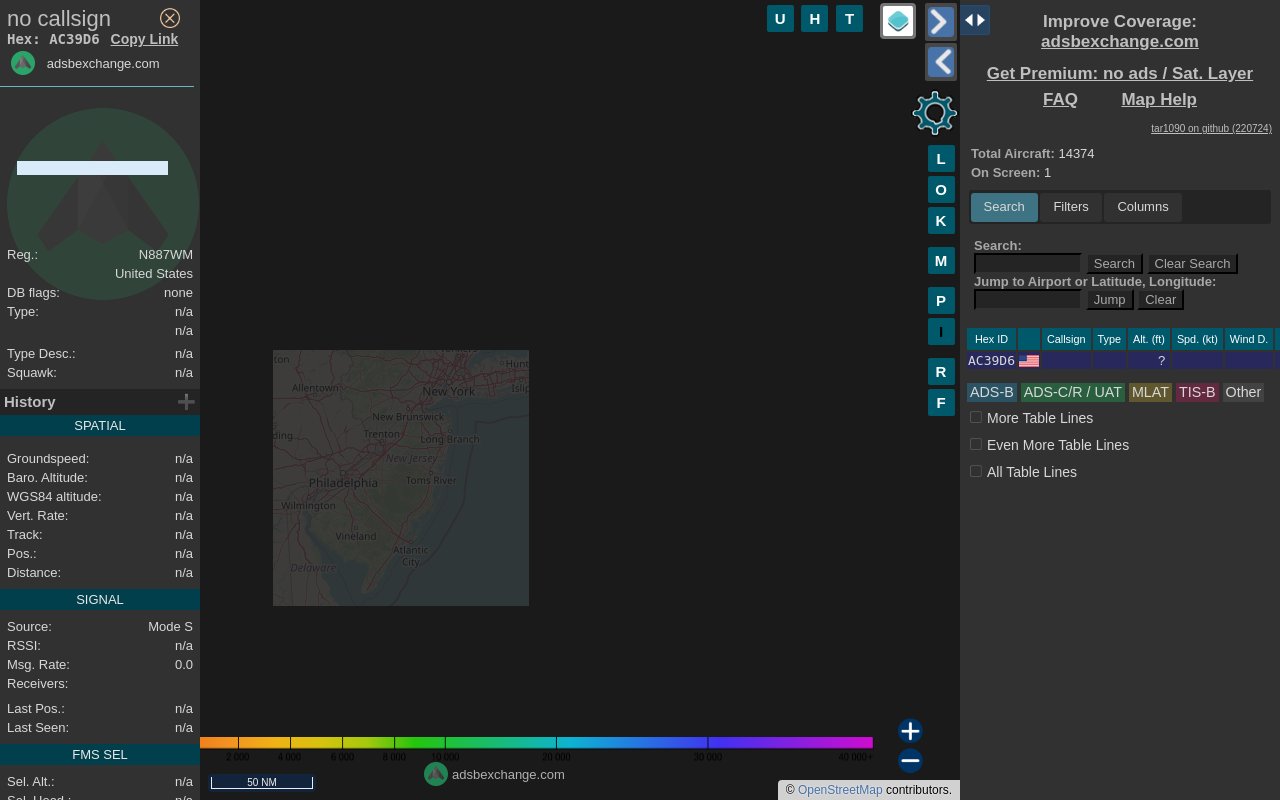 no callsign
Hex: AC39D6 Copy Link
adsbexchange.com
Reg.: N887WM
United States
DB flags: none
Type: n/a
n/a
Type Desc.: n/a
Squawk: n/a
History
SPATIAL
Groundspeed: n/a
Baro. Altitude: n/a
WGS84 altitude: n/a
Vert. Rate: n/a
Track: n/a
Pos.: n/a
Distance: n/a
SIGNAL
Source: Mode S
RSSI: n/a
Msg. Rate: 0.0
Receivers:
Last Pos.: n/a
Last Seen: n/a
FMS SEL
Sel. Alt.: n/a
Sel. Head.: n/a
U H T
L
O
K
M
P
I
R
F
ton
Hunt
Allentown
New York
Islip
New Brunswick
ding
Trenton
Long Branch
New Jersey
Philadelphia
Toms River
Wilmington
Vineland
Atlantic
City
Delaware
2 000 4 000 6 000 8 000 10 000 20 000 30 000 40 000+
adsbexchange.com
50 NM
© OpenStreetMap contributors.
Improve Coverage:
adsbexchange.com
Get Premium: no ads / Sat. Layer
FAQ Map Help
tar1090 on github (220724)
Total Aircraft: 14374
On Screen: 1
Search Filters Columns
Search:
Search Clear Search
Jump to Airport or Latitude, Longitude:
Jump Clear
Hex ID Callsign Type Alt. (ft) Spd. (kt) Wind D.
AC39D6 ?
ADS-B ADS-C/R / UAT MLAT TIS-B Other
More Table Lines
Even More Table Lines
All Table Lines